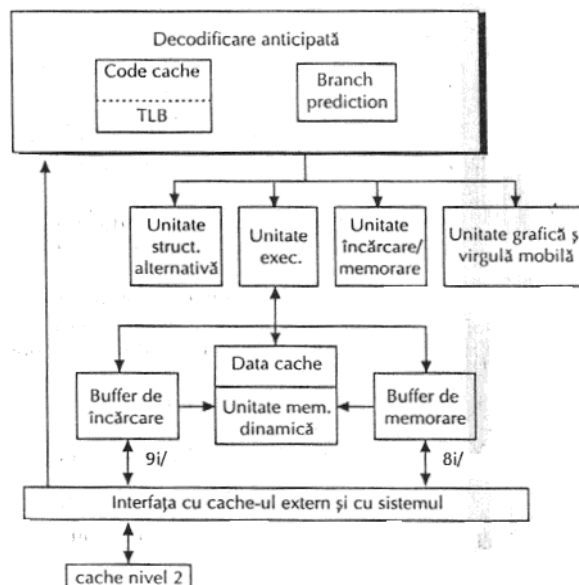 Decodificare anticipată
Code cache
TLB
Branch
prediction
Unitate
struct.
alternativă
Unitate
exec.
Unitate
încărcare/
memorare
Unitate grafică ș
virgulă mobilă
Data cache
Unitate mem.
dinamică
Buffer de
încărcare
Buffer de
memorare
9i/
8i/
Interfața cu cache-ul extern și cu sistemul
cache nivel 2